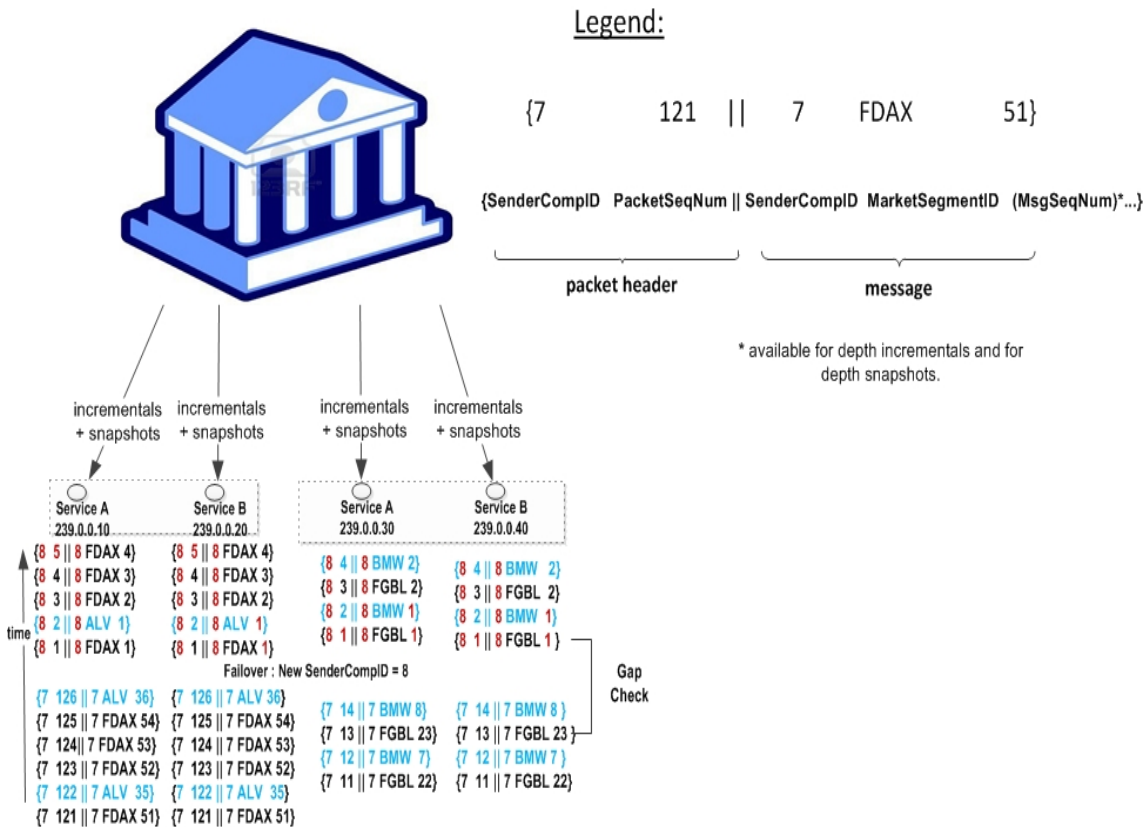 Legend:
{7 121 || 7 FDAX 51}
{SenderCompID PacketSeqNum || SenderCompID MarketSegmentID (MsgSeqNum)*...}
packet header
message
* available for depth incrementals and for
depth snapshots.
incrementals
+ snapshots
incrementals
+ snapshots
incrementals
+ snapshots
incrementals
+ snapshots
Service A
239.0.0.10
Service B
239.0.0.20
Service A
239.0.0.30
Service B
239.0.0.40
{8 5 || 8 FDAX 4} {8 5 || 8 FDAX 4}
{8 4 || 8 FDAX 3} {8 4 || 8 FDAX 3}
{8 3 || 8 FDAX 2} {8 3 || 8 FDAX 2}
{8 2 || 8 ALV 1} {8 2 || 8 ALV 1}
{8 1 || 8 FDAX 1} {8 1 || 8 FDAX 1}
{8 4 || 8 BMW 2} {8 4 || 8 BMW 2}
{8 3 || 8 FGBL 2} {8 3 || 8 FGBL 2}
{8 2 || 8 BMW 1} {8 2 || 8 BMW 1}
{8 1 || 8 FGBL 1} {8 1 || 8 FGBL 1 }
time
Failover : New SenderCompID = 8
Gap
Check
{7 126 || 7 ALV 36} {7 126 || 7 ALV 36}
{7 125 || 7 FDAX 54} {7 125 || 7 FDAX 54}
{7 124|| 7 FDAX 53} {7 124 || 7 FDAX 53}
{7 123 || 7 FDAX 52} {7 123 || 7 FDAX 52}
{7 122 || 7 ALV 35} {7 122 || 7 ALV 35}
{7 121 || 7 FDAX 51} {7 121 || 7 FDAX 51}
{7 14 || 7 BMW 8} {7 14 || 7 BMW 8 }
{7 13 || 7 FGBL 23} {7 13 || 7 FGBL 23 }
{7 12 || 7 BMW 7} {7 12 || 7 BMW 7 }
{7 11 || 7 FGBL 22} {7 11 || 7 FGBL 22}